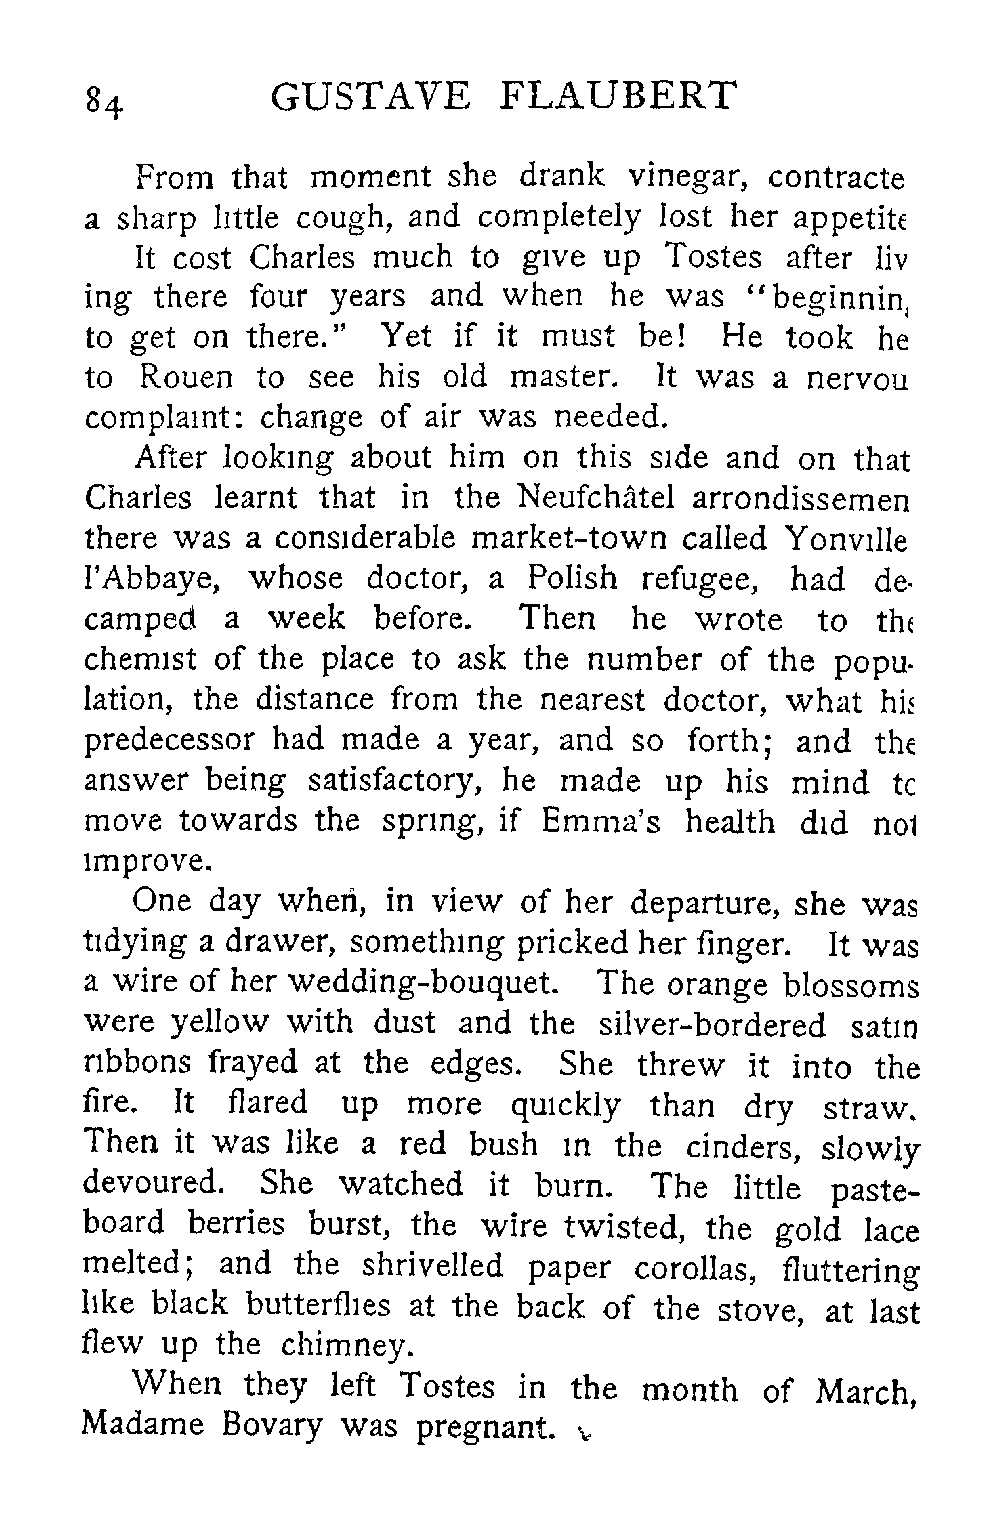 84 GUSTAVE FLAUBERT
From that moment she drank vinegar, contracte
a sharp little cough, and completely lost her appetite
It cost Charles much to give up Tostes after liv
ing there four years and when he was "beginnin
to get on there." Yet if it must be! He took he
to Rouen to see his old master. It was a nervou
complaint: change of air was needed.
After looking about him on this side and on that
Charles learnt that in the Neufchâtel arrondissemen
there was a considerable market-town called Yonville
l'Abbaye, whose doctor, a Polish refugee, had de-
camped a week before. Then he wrote to the
chemist of the place to ask the number of the popu-
lation, the distance from the nearest doctor, what his
predecessor had made a year, and so forth; and the
answer being satisfactory, he made up his mind to
move towards the spring, if Emma's health did not
improve.
One day when, in view of her departure, she was
tidying a drawer, something pricked her finger. It was
a wire of her wedding-bouquet. The orange blossoms
were yellow with dust and the silver-bordered satin
ribbons frayed at the edges. She threw it into the
fire. It flared up more quickly than dry straw.
Then it was like a red bush in the cinders, slowly
devoured. She watched it burn. The little paste-
board berries burst, the wire twisted, the gold lace
melted; and the shrivelled paper corollas, fluttering
like black butterflies at the back of the stove, at last
flew up the chimney.
When they left Tostes in the month of March,
Madame Bovary was pregnant.